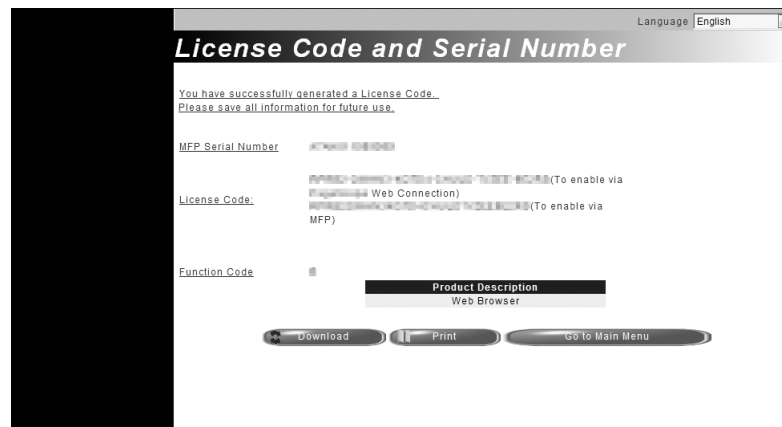 Language English
License Code and Serial Number
You have successfully generated a License Code.
Please save all information for future use.
MFP Serial Number
(To enable via
License Code: Web Connection)
(To enable via
MFP)
Function Code
Product Description
Web Browser
Download Print Go to Main Menu